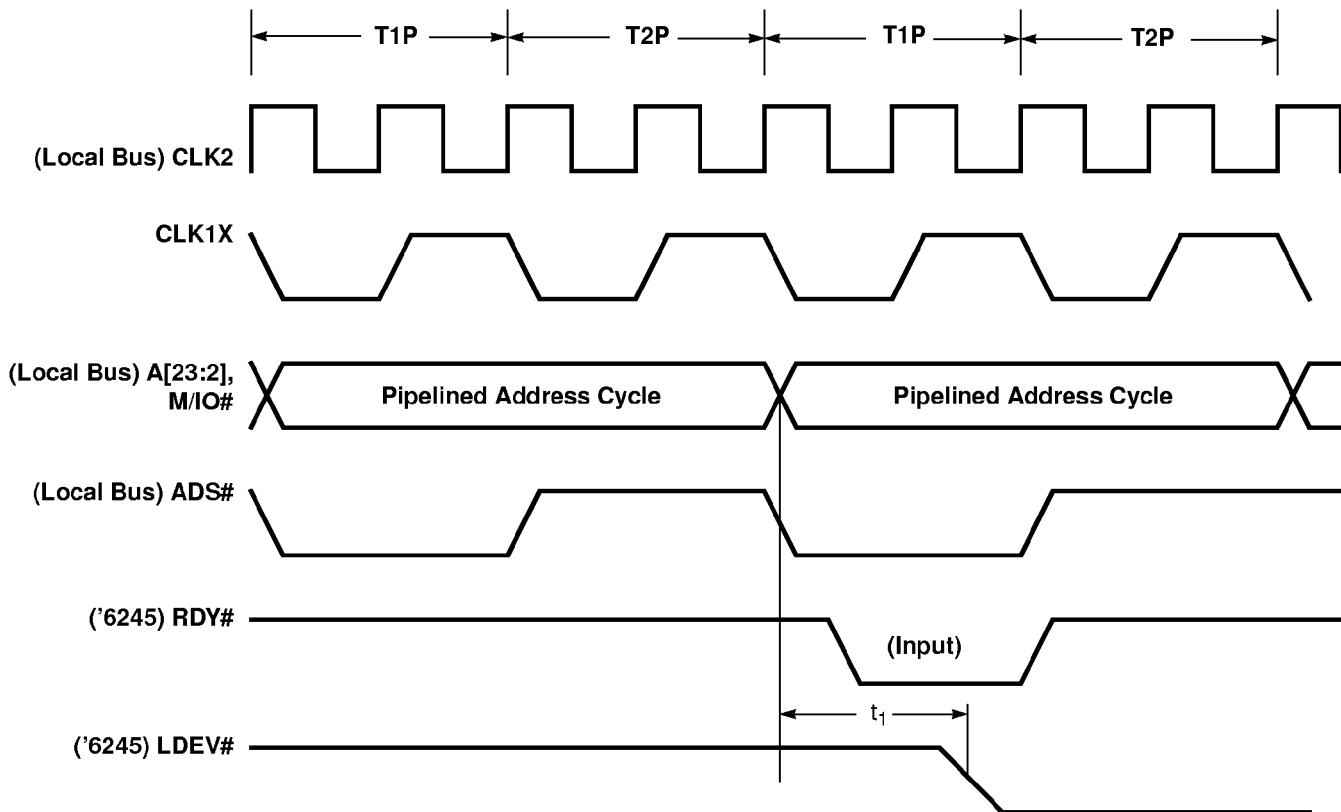 T1P T2P T1P T2P
(Local Bus) CLK2
CLK1X
(Local Bus) A[23:2],
M/IO#
Pipelined Address Cycle Pipelined Address Cycle
(Local Bus) ADS#
('6245) RDY#
(Input)
t1
('6245) LDEV#